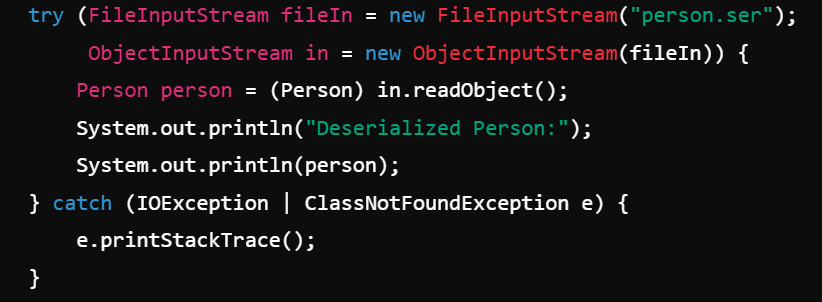 try (FileInputStream fileIn = new FileInputStream("person.ser");
     ObjectInputStream in = new ObjectInputStream(fileIn)) {
    Person person = (Person) in.readObject();
    System.out.println("Deserialized Person:");
    System.out.println(person);
} catch (IOException | ClassNotFoundException e) {
    e.printStackTrace();
}